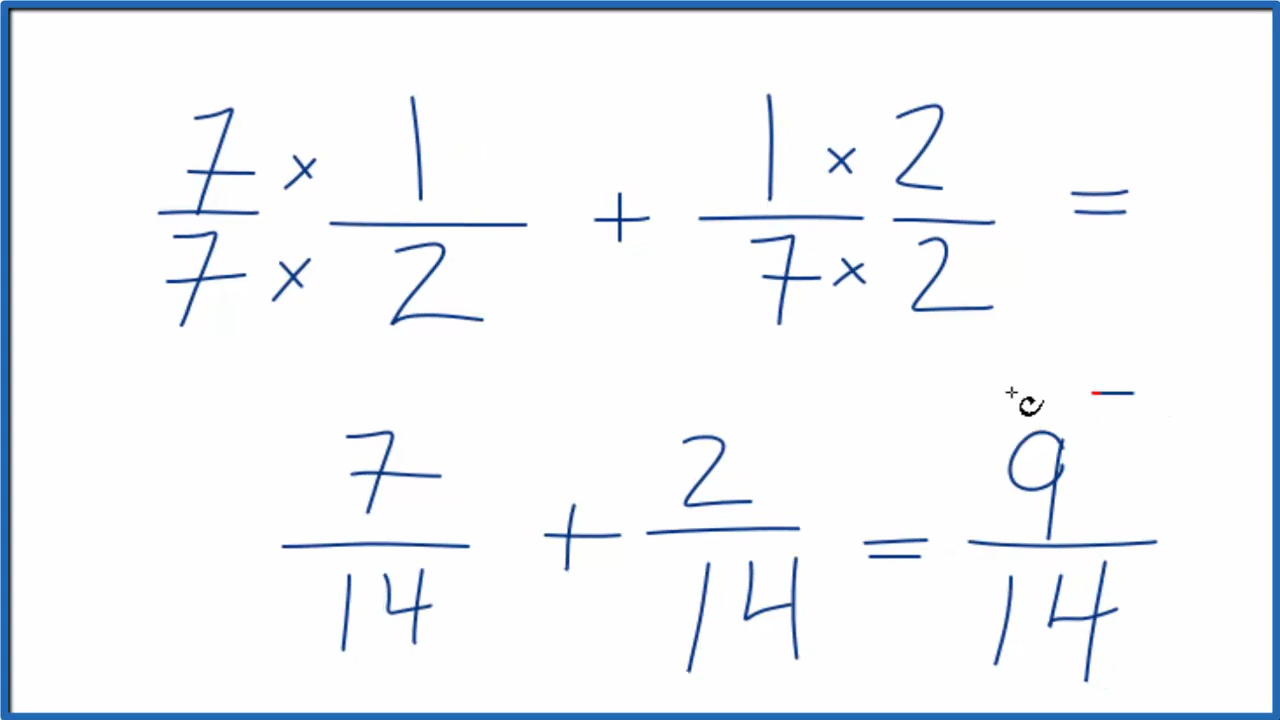 7/7 × 1/2 + 1/7 × 2/2 =
7/14 + 2/14 = 9/14